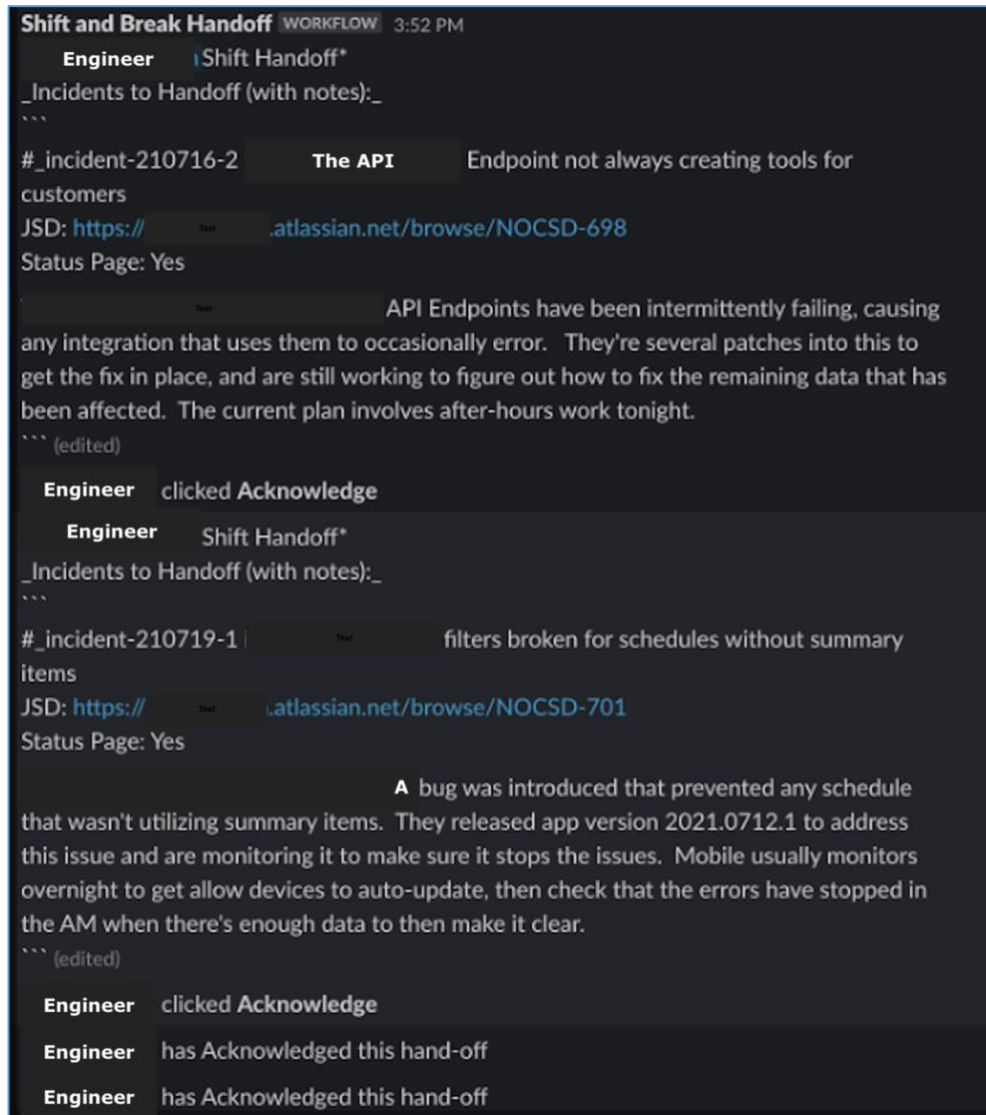 Shift and Break Handoff WORKFLOW 3:52 PM
Engineer Shift Handoff*
_Incidents to Handoff (with notes):_
```
#_incident-210716-2 The API Endpoint not always creating tools for
customers
JSD: https:// Text .atlassian.net/browse/NOCSD-698
Status Page: Yes
Text API Endpoints have been intermittently failing, causing
any integration that uses them to occasionally error. They're several patches into this to
get the fix in place, and are still working to figure out how to fix the remaining data that has
been affected. The current plan involves after-hours work tonight.
``` (edited)
Engineer clicked Acknowledge
Engineer Shift Handoff*
_Incidents to Handoff (with notes):_
```
#_incident-210719-1 Text filters broken for schedules without summary
items
JSD: https:// Text .atlassian.net/browse/NOCSD-701
Status Page: Yes
A bug was introduced that prevented any schedule
that wasn't utilizing summary items. They released app version 2021.0712.1 to address
this issue and are monitoring it to make sure it stops the issues. Mobile usually monitors
overnight to get allow devices to auto-update, then check that the errors have stopped in
the AM when there's enough data to then make it clear.
``` (edited)
Engineer clicked Acknowledge
Engineer has Acknowledged this hand-off
Engineer has Acknowledged this hand-off